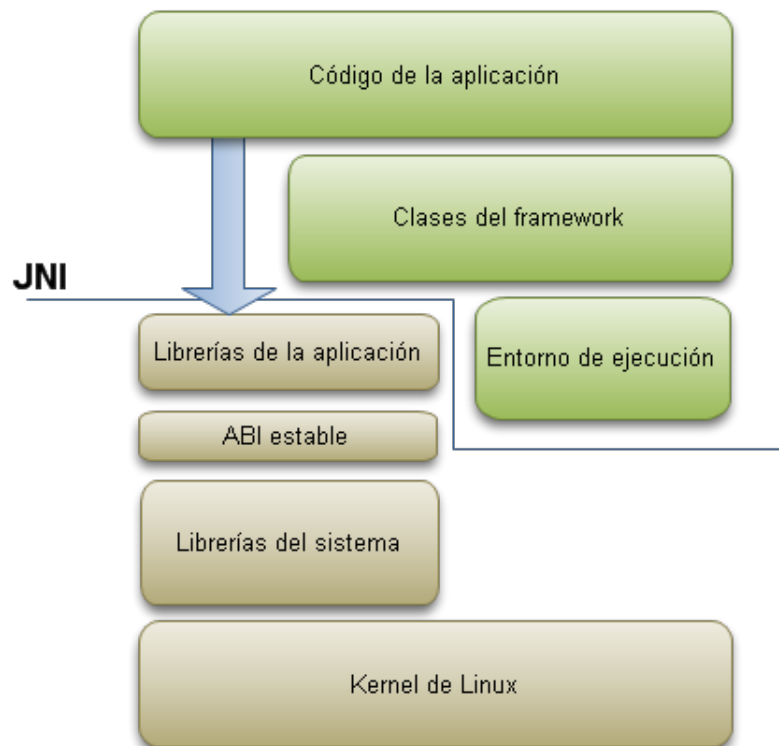 Código de la aplicación
Clases del framework
JNI
Librerías de la aplicación
Entorno de ejecución
ABI estable
Librerías del sistema
Kernel de Linux